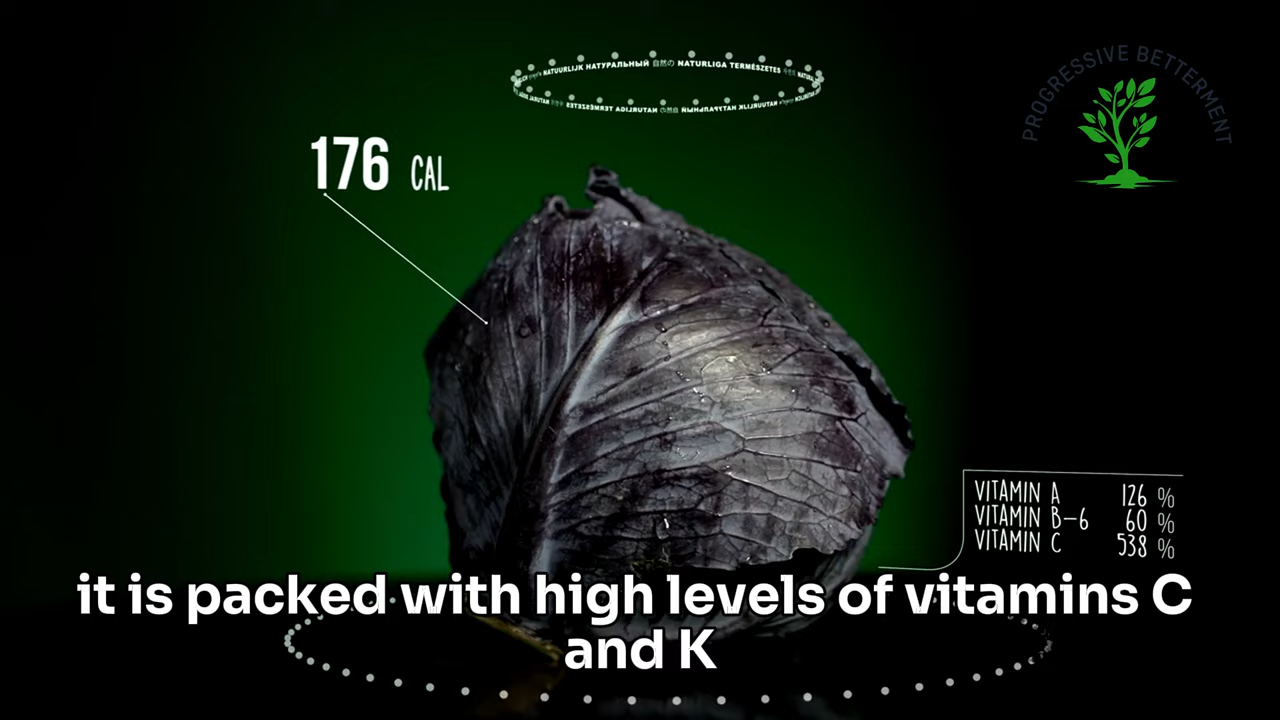 NATUURLIJK НАТУРАЛЬНЫЙ 自然の NATURLIGA TERMÉSZETES
PROGRESSIVE BETTERMENT
176 CAL
VITAMIN A 126 %
VITAMIN B-6 60 %
VITAMIN C 538 %
it is packed with high levels of vitamins C
and K